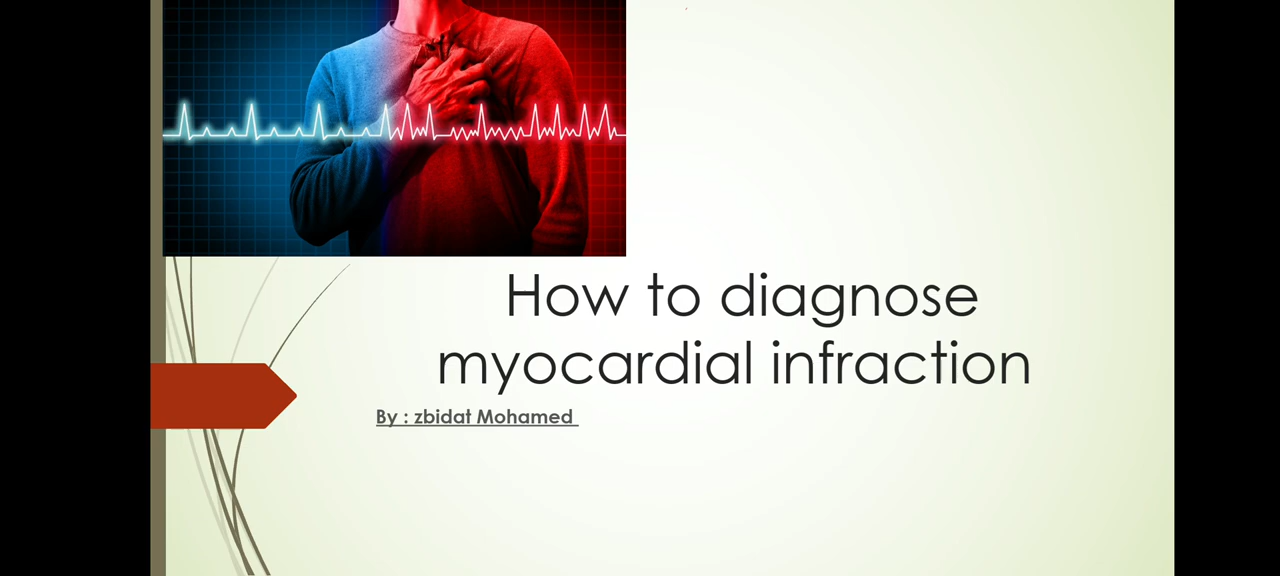 How to diagnose
myocardial infraction
By : zbidat Mohamed